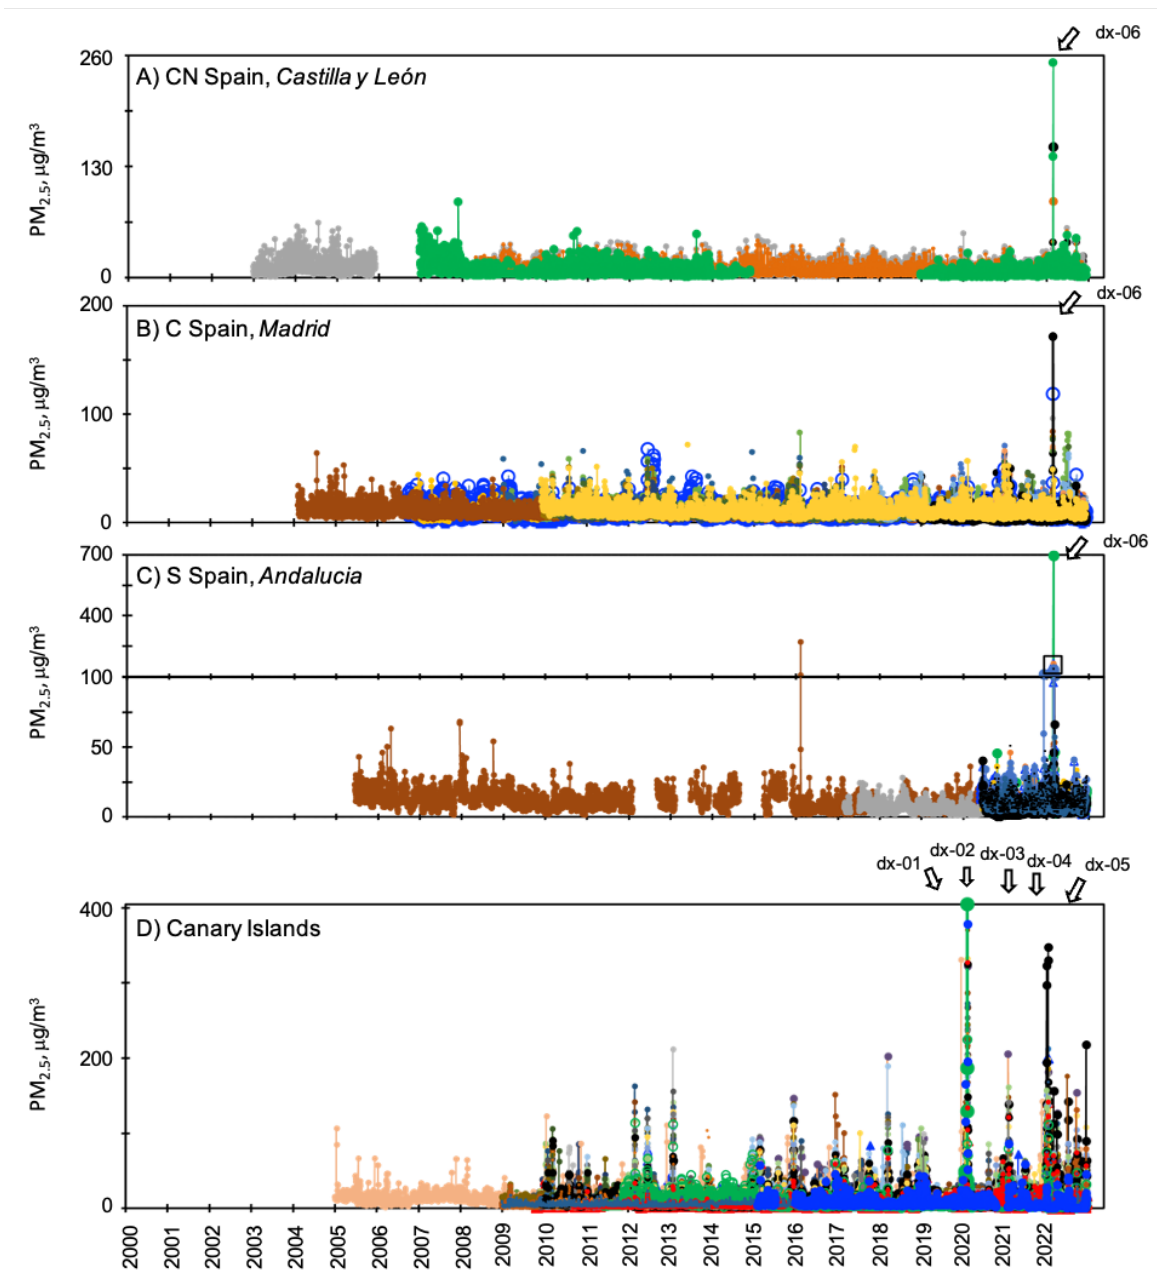 dx-06
260
A) CN Spain, Castilla y León
130
0
PM2.5, µg/m³
dx-06
200
B) C Spain, Madrid
100
0
PM2.5, µg/m³
dx-06
700
C) S Spain, Andalucia
400
100
50
0
PM2.5, µg/m³
dx-01 dx-02 dx-03 dx-04 dx-05
400
D) Canary Islands
200
0
PM2.5, µg/m³
2000 2001 2002 2003 2004 2005 2006 2007 2008 2009 2010 2011 2012 2013 2014 2015 2016 2017 2018 2019 2020 2021 2022